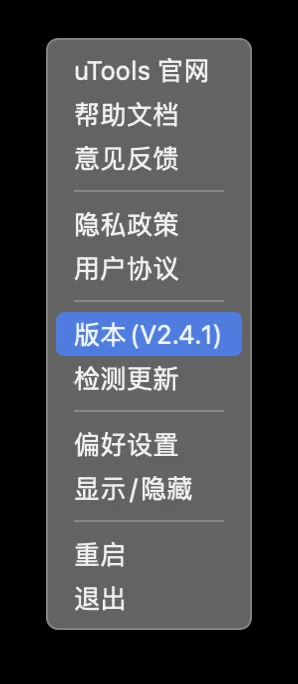 uTools 官网
帮助文档
意见反馈
隐私政策
用户协议
版本(V2.4.1)
检测更新
偏好设置
显示/隐藏
重启
退出